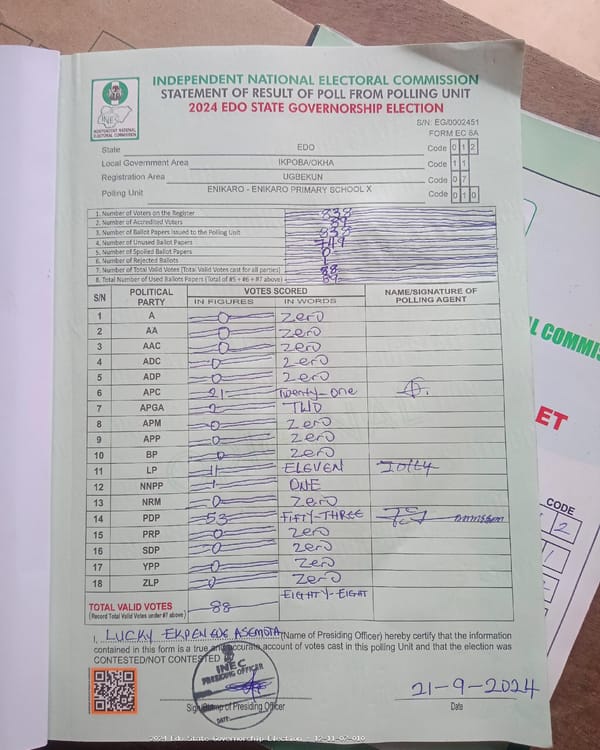 INDEPENDENT NATIONAL ELECTORAL COMMISSION
STATEMENT OF RESULT OF POLL FROM POLLING UNIT
2024 EDO STATE GOVERNORSHIP ELECTION
INEC
INDEPENDENT NATIONAL ELECTORAL COMMISSION
S/N: EG/0002451
FORM EC 8A
State EDO Code 0 1 2
Local Government Area IKPOBA/OKHA Code 1 1
Registration Area UGBEKUN Code 0 7
Polling Unit ENIKARO - ENIKARO PRIMARY SCHOOL X Code 0 1 0
1. Number of Voters on the Register 838
2. Number of Accredited Voters 89
3. Number of Ballot Papers Issued to the Polling Unit 838
4. Number of Unused Ballot Papers 749
5. Number of Spoiled Ballot Papers 0
6. Number of Rejected Ballots 1
7. Number of Total Valid Votes (Total Valid Votes cast for all parties) 88
8. Total Number of Used Ballots Papers (Total of #5 + #6 + #7 above) 89
S/N POLITICAL PARTY VOTES SCORED NAME/SIGNATURE OF POLLING AGENT
IN FIGURES IN WORDS
1 A 0 Zero
2 AA 0 Zero
3 AAC 0 Zero
4 ADC 0 Zero
5 ADP 0 Zero
6 APC 21 Twenty-One
7 APGA 2 TWO
8 APM 0 Zero
9 APP 0 Zero
10 BP 0 Zero
11 LP 11 ELEVEN
12 NNPP 1 ONE
13 NRM 0 Zero
14 PDP 53 FIFTY-THREE
15 PRP 0 Zero
16 SDP 0 Zero
17 YPP 0 Zero
18 ZLP 0 Zero
TOTAL VALID VOTES 88 EIGHTY-EIGHT
(Record Total Valid Votes under #7 above)
I, LUCKY EKPENEDE ASEMOTA (Name of Presiding Officer) hereby certify that the information
contained in this form is a true and accurate account of votes cast in this polling Unit and that the election was
CONTESTED/NOT CONTESTED
INEC
PRESIDING OFFICER
DATE:
21-9-2024
Sign/Stamp of Presiding Officer Date
2024 Edo State Governorship Election - 12-11-07-010
AL COMMISS
ET
CODE
2